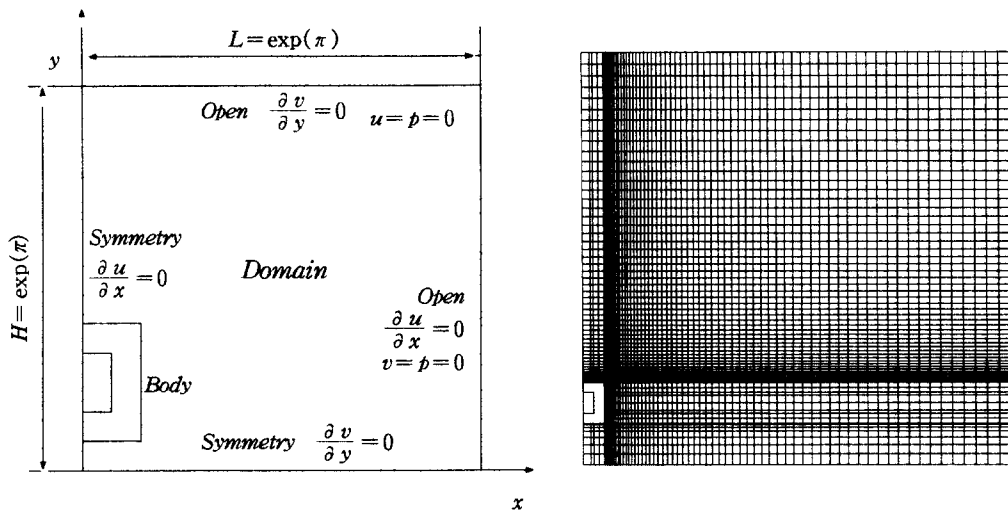 L=exp(π)
y
Open ∂v/∂y=0 u=p=0
H=exp(π)
Symmetry
∂u/∂x=0
Domain
Open
∂u/∂x=0
v=p=0
Body
Symmetry ∂v/∂y=0
x